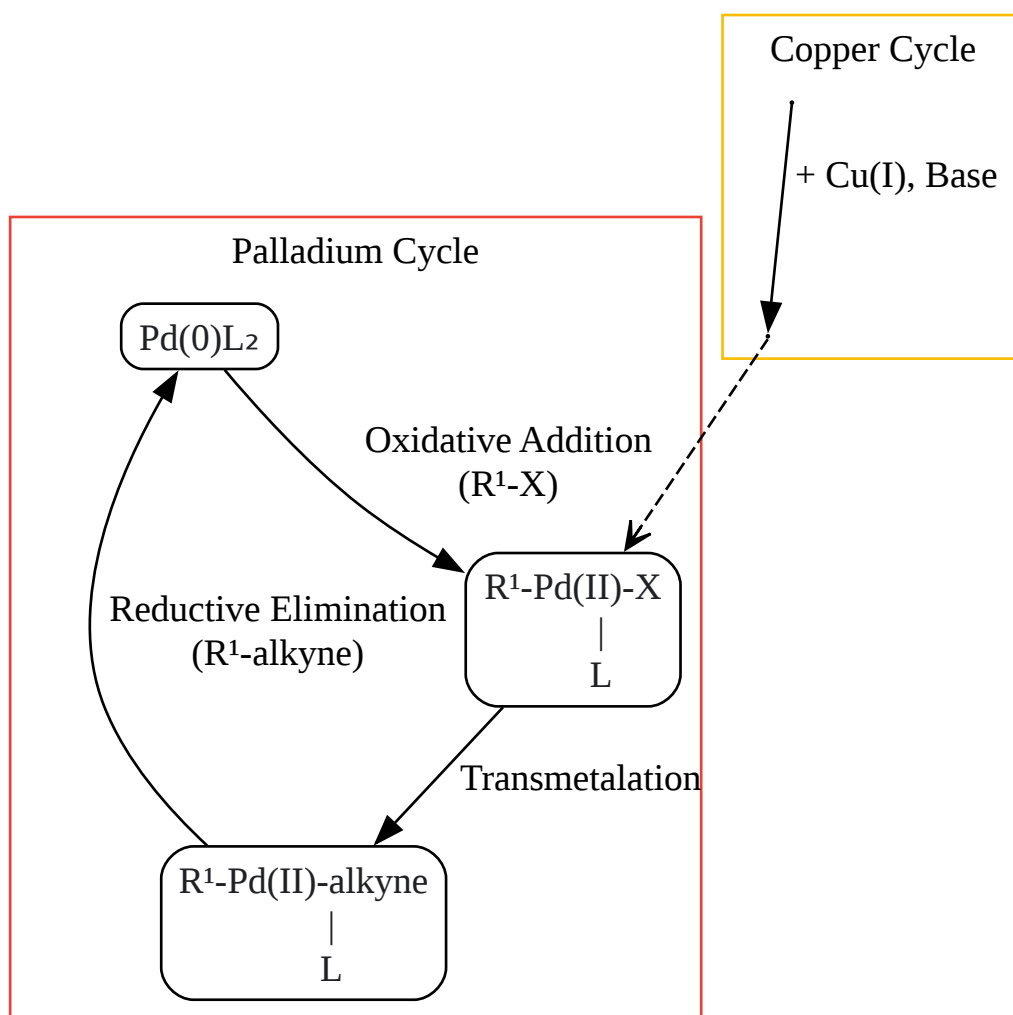 Copper Cycle
+ Cu(I), Base
Palladium Cycle
Pd(0)L₂
Oxidative Addition
(R¹-X)
R¹-Pd(II)-X
|
L
Reductive Elimination
(R¹-alkyne)
Transmetalation
R¹-Pd(II)-alkyne
|
L